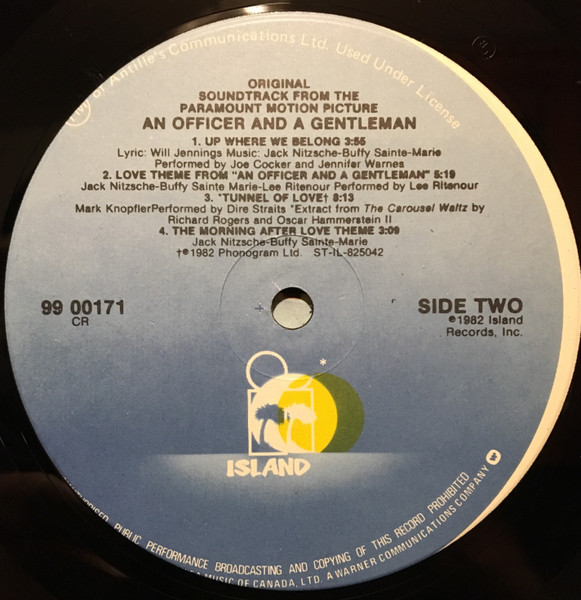 of Antille's Communications Ltd. Used Under License
ORIGINAL
SOUNDTRACK FROM THE
PARAMOUNT MOTION PICTURE
AN OFFICER AND A GENTLEMAN
1. UP WHERE WE BELONG 3:55
Lyric: Will Jennings Music: Jack Nitzsche-Buffy Saint-Marie
Performed by Joe Cocker and Jennifer Warnes
2. LOVE THEME FROM "AN OFFICER AND A GENTLEMAN" 5:19
Jack Nitzsche-Buffy Sainte Marie-Lee Ritenour Performed by Lee Ritenour
3. *TUNNEL OF LOVE† 8:13
Mark KnopflerPerformed by Dire Straits *Extract from The Carousel Waltz by
Richard Rogers and Oscar Hammerstein II
4. THE MORNING AFTER LOVE THEME 3:09
Jack Nitzsche-Buffy Sainte-Marie
†℗1982 Phonogram Ltd. ST-IL-825042
99 00171
CR
SIDE TWO
℗1982 Island
Records, Inc.
*
ISLAND
PUBLIC PERFORMANCE BROADCASTING AND COPYING OF THIS RECORD PROHIBITED
MUSIC OF CANADA, LTD. A WARNER COMMUNICATIONS COMPANY